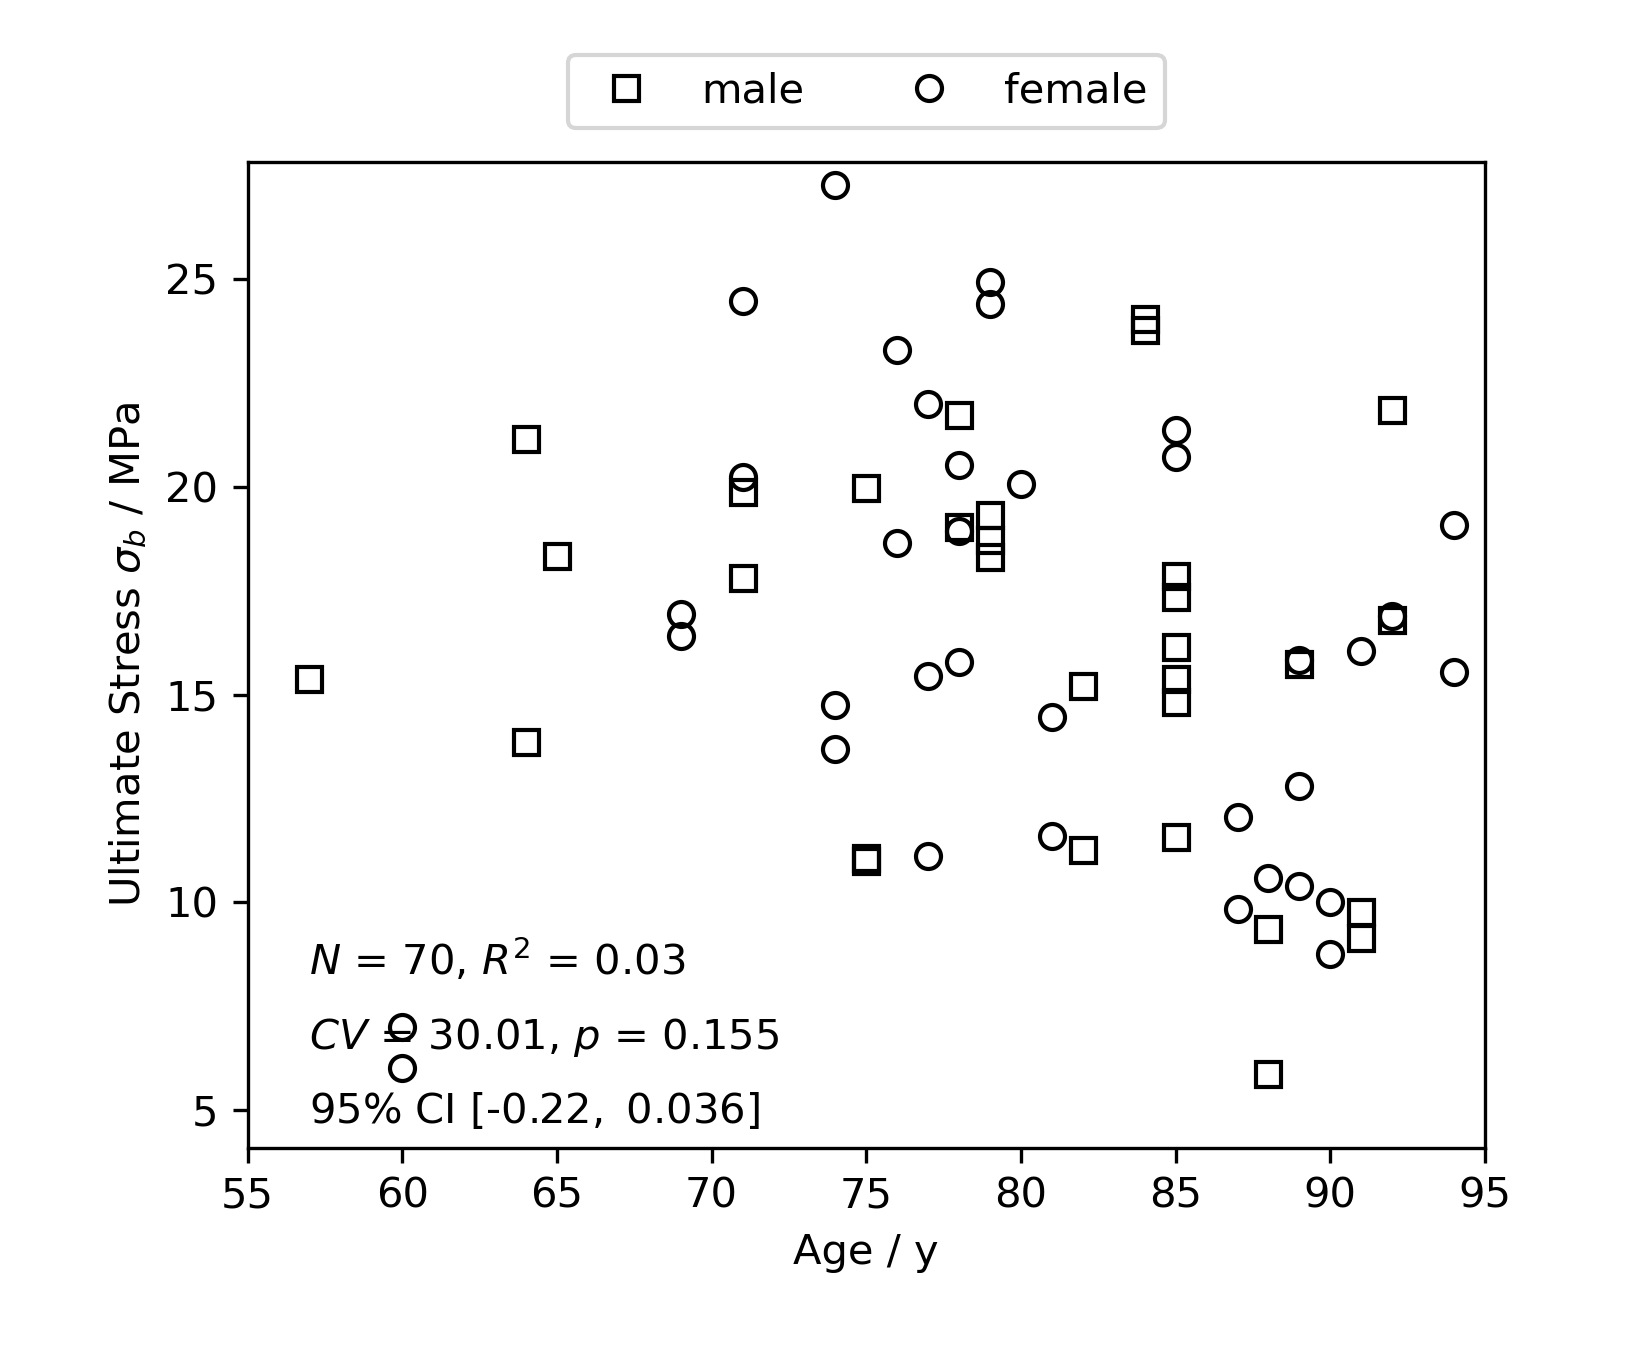 male female
25
20
15
10
5
Ultimate Stress σ_b / MPa
N = 70, R² = 0.03
CV = 30.01, p = 0.155
95% CI [-0.22, 0.036]
55 60 65 70 75 80 85 90 95
Age / y